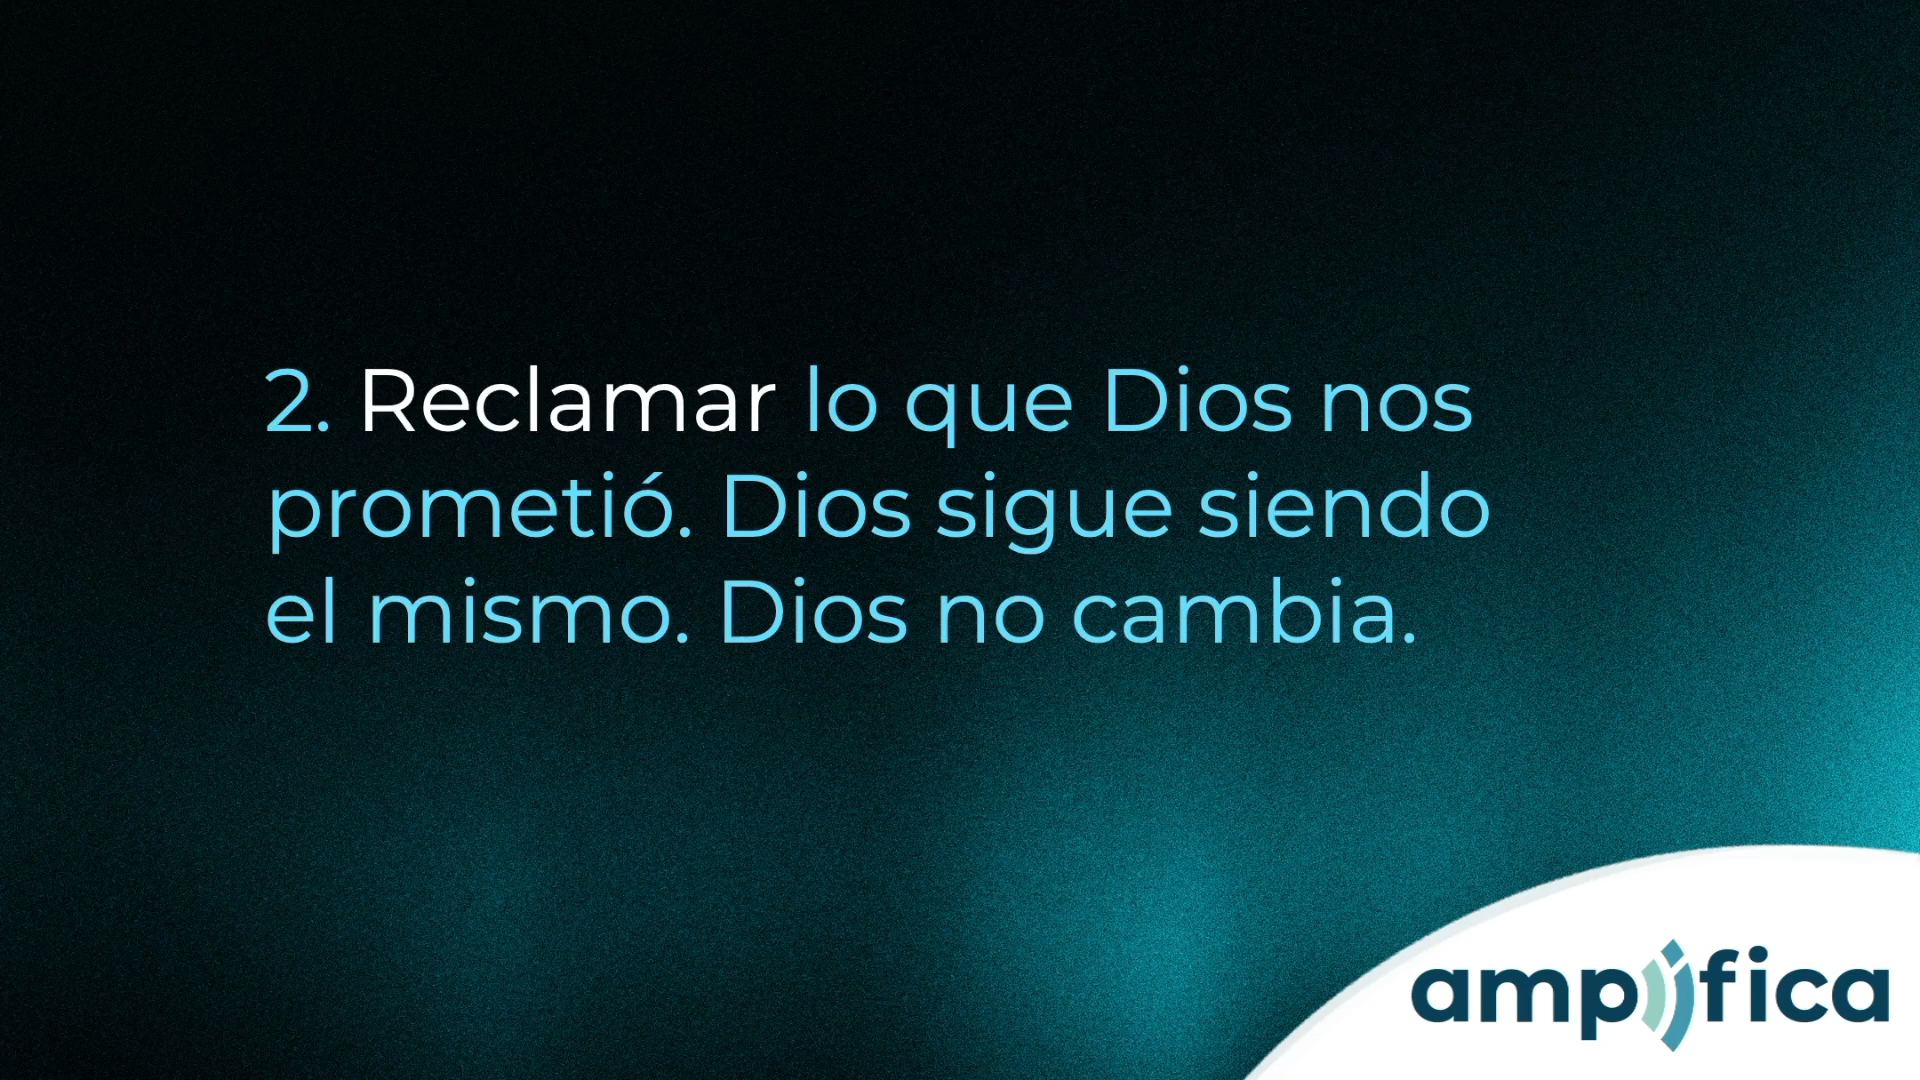 2. Reclamar lo que Dios nos
prometió. Dios sigue siendo
el mismo. Dios no cambia.
amplifica